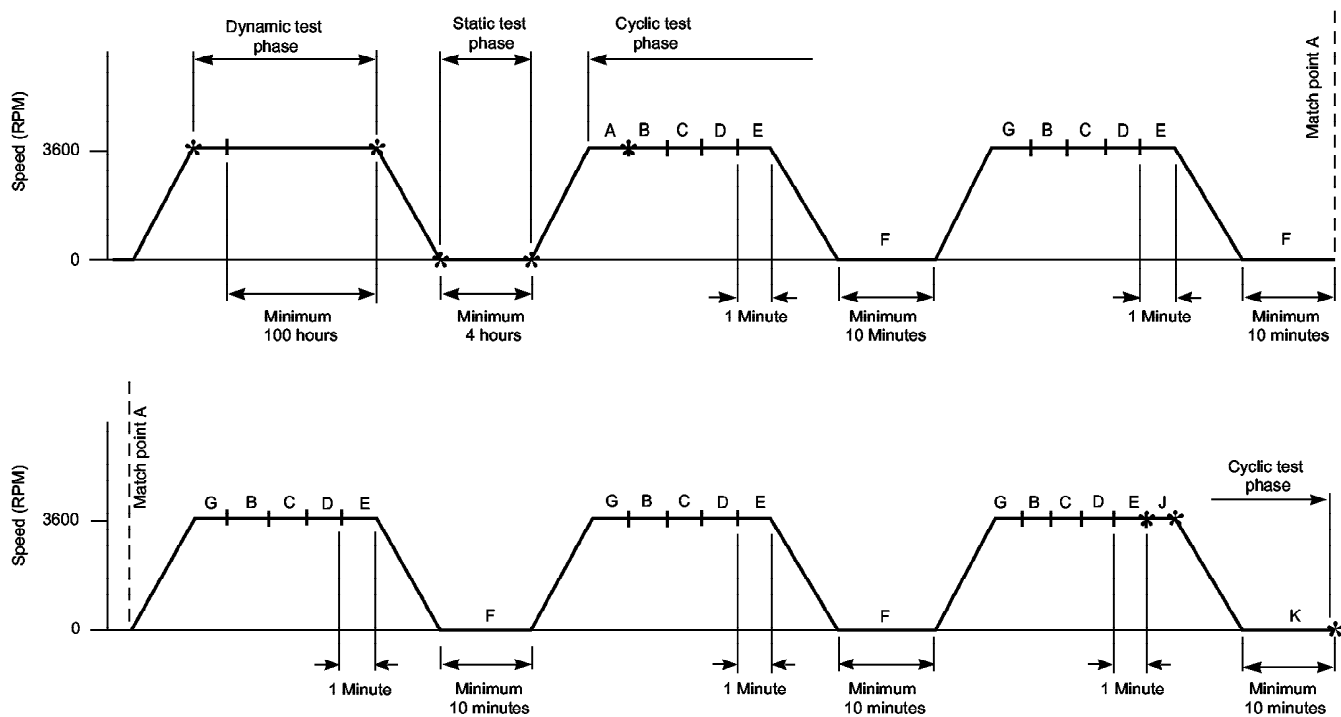 Dynamic test
phase
Static test
phase
Cyclic test
phase
Match point A
Speed (RPM)
3600
0
A B C D E
F
G B C D E
F
Minimum
100 hours
Minimum
4 hours
1 Minute
Minimum
10 Minutes
1 Minute
Minimum
10 minutes
Match point A
Speed (RPM)
3600
0
G B C D E
F
G B C D E
F
G B C D E J
Cyclic test
phase
K
1 Minute
Minimum
10 minutes
1 Minute
Minimum
10 minutes
1 Minute
Minimum
10 minutes